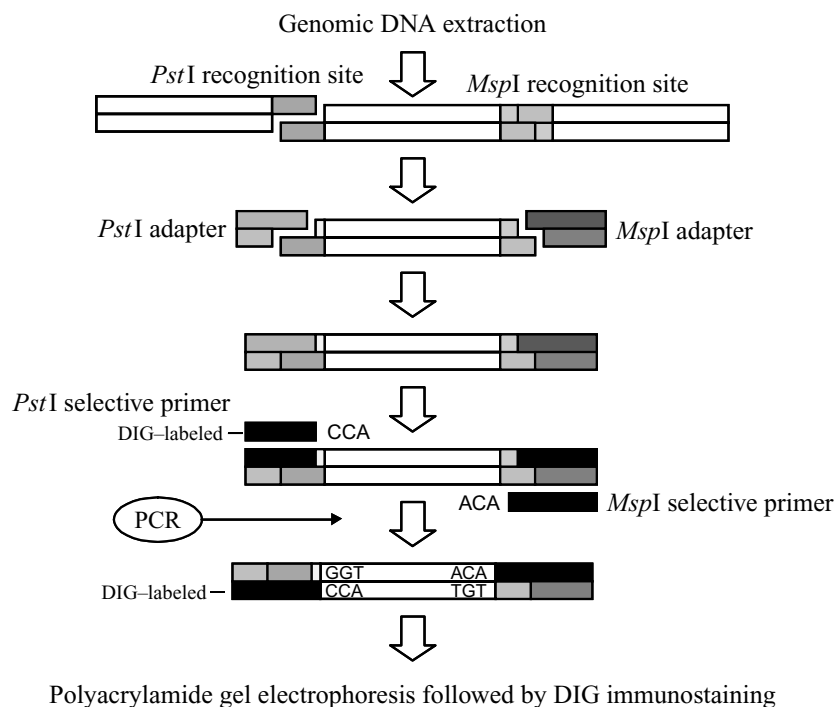 Genomic DNA extraction
PstI recognition site
MspI recognition site
PstI adapter
MspI adapter
PstI selective primer
DIG–labeled
CCA
ACA
MspI selective primer
PCR
GGT ACA
DIG–labeled
CCA TGT
Polyacrylamide gel electrophoresis followed by DIG immunostaining